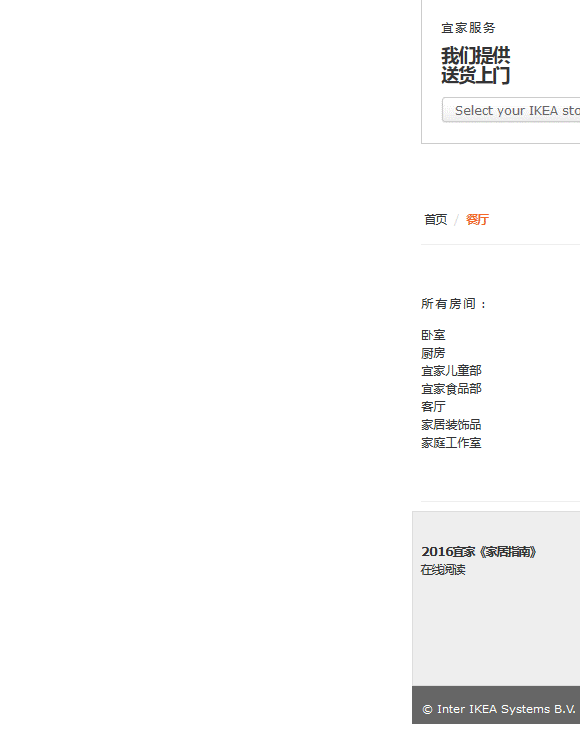 宜家服务
我们提供
送货上门
Select your IKEA sto
首页 / 餐厅
所有房间：
卧室
厨房
宜家儿童部
宜家食品部
客厅
家居装饰品
家庭工作室
2016宜家《家居指南》
在线阅读
© Inter IKEA Systems B.V.